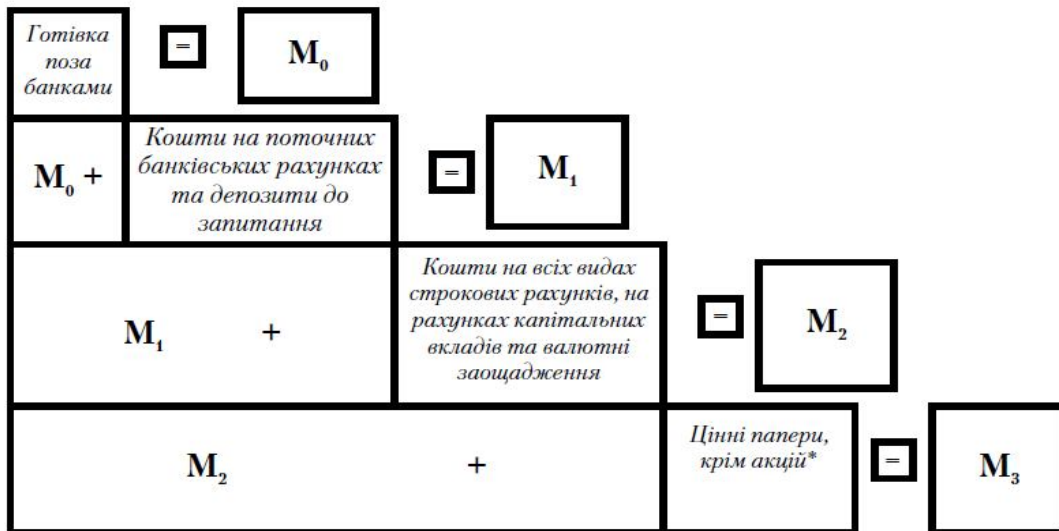 Готівка
поза
банками
=
M₀
M₀ +
Кошти на поточних
банківських рахунках
та депозити до
запитання
=
M₁
M₁ +
Кошти на всіх видах
строкових рахунків, на
рахунках капітальних
вкладів та валютні
заощадження
=
M₂
M₂ +
Цінні папери,
крім акцій*
=
M₃